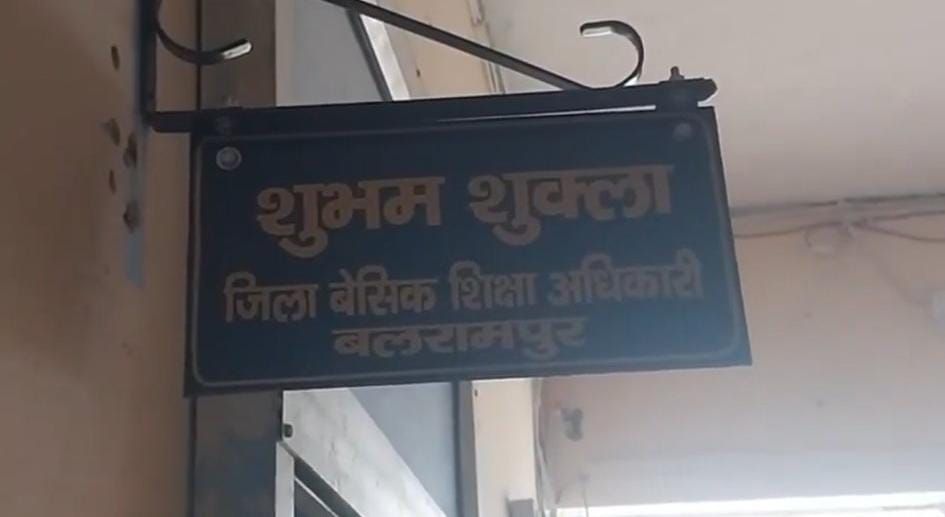 शुभम शुक्ला
जिला बेसिक शिक्षा अधिकारी
बलरामपुर